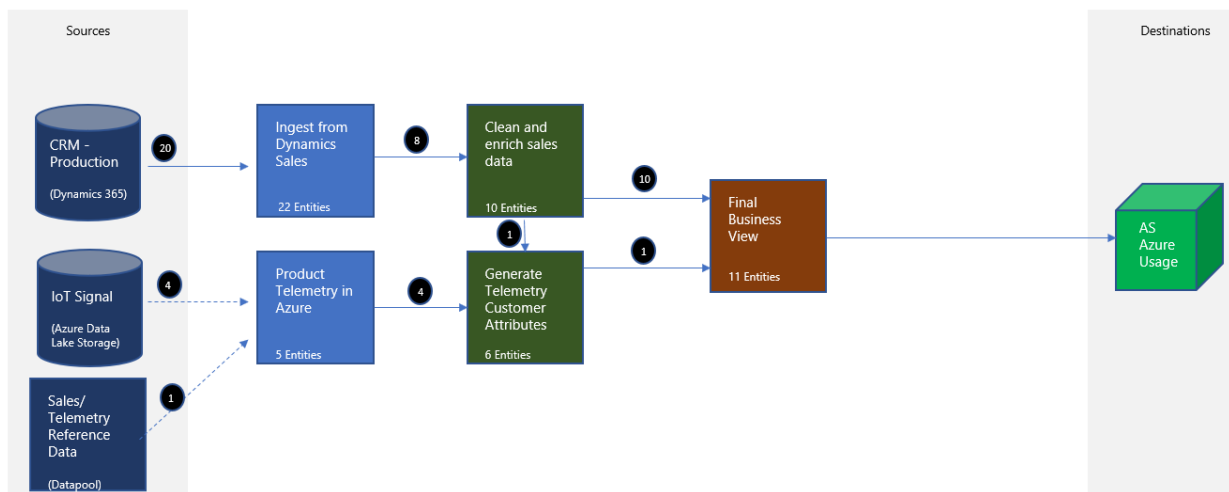 Sources
Destinations
CRM -
Production
(Dynamics 365)
20
Ingest from
Dynamics
Sales
22 Entities
8
Clean and
enrich sales
data
10 Entities
10
1
Final
Business
View
11 Entities
AS
Azure
Usage
IoT Signal
(Azure Data
Lake Storage)
4
Product
Telemetry in
Azure
5 Entities
4
Generate
Telemetry
Customer
Attributes
6 Entities
1
Sales/
Telemetry
Reference
Data
(Datapool)
1